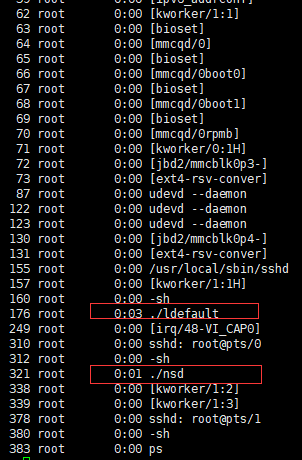 62 root 0:00 [kworker/1:1]
63 root 0:00 [bioset]
64 root 0:00 [mmcqd/0]
65 root 0:00 [bioset]
66 root 0:00 [mmcqd/0boot0]
67 root 0:00 [bioset]
68 root 0:00 [mmcqd/0boot1]
69 root 0:00 [bioset]
70 root 0:00 [mmcqd/0rpmb]
71 root 0:00 [kworker/0:1H]
72 root 0:00 [jbd2/mmcblk0p3-]
73 root 0:00 [ext4-rsv-conver]
87 root 0:00 udevd --daemon
122 root 0:00 udevd --daemon
123 root 0:00 udevd --daemon
130 root 0:00 [jbd2/mmcblk0p4-]
131 root 0:00 [ext4-rsv-conver]
155 root 0:00 /usr/local/sbin/sshd
157 root 0:00 [kworker/1:1H]
160 root 0:00 -sh
176 root 0:03 ./ldefault
249 root 0:00 [irq/48-VI_CAP0]
310 root 0:00 sshd: root@pts/0
312 root 0:00 -sh
321 root 0:01 ./nsd
338 root 0:00 [kworker/1:2]
339 root 0:00 [kworker/1:3]
378 root 0:00 sshd: root@pts/1
380 root 0:00 -sh
383 root 0:00 ps